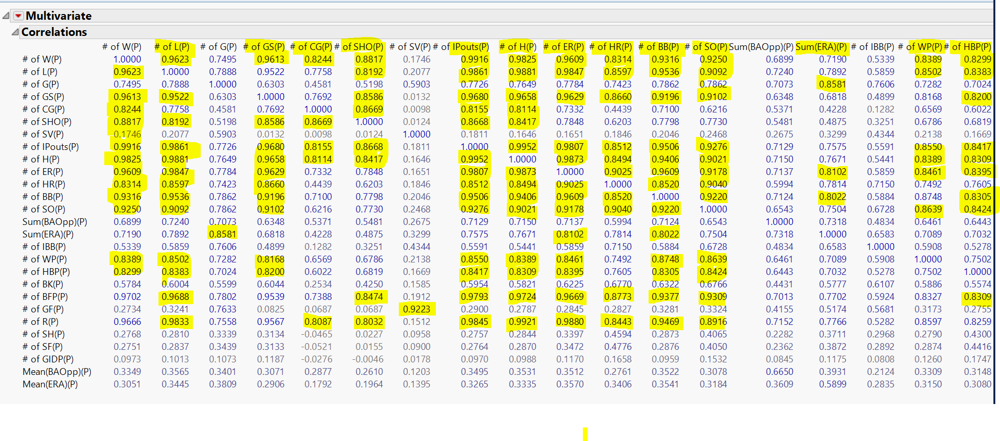 Multivariate
Correlations
# of W(P) # of L(P) # of G(P) # of GS(P) # of CG(P) # of SHO(P) # of SV(P) # of IPouts(P) # of H(P) # of ER(P) # of HR(P) # of BB(P) # of SO(P) Sum(BAOpp)(P) Sum(ERA)(P) # of IBB(P) # of WP(P) # of HBP(P)
# of W(P) 1.0000 0.9623 0.7495 0.9613 0.8244 0.8817 0.1746 0.9916 0.9825 0.9609 0.8314 0.9316 0.9250 0.6899 0.7190 0.5339 0.8389 0.8299
# of L(P) 0.9623 1.0000 0.7888 0.9522 0.7758 0.8192 0.2077 0.9861 0.9881 0.9847 0.8597 0.9536 0.9092 0.7240 0.7892 0.5859 0.8502 0.8383
# of G(P) 0.7495 0.7888 1.0000 0.6303 0.4581 0.5198 0.5903 0.7726 0.7649 0.7784 0.7423 0.7862 0.7862 0.7073 0.8581 0.7606 0.7282 0.7024
# of GS(P) 0.9613 0.9522 0.6303 1.0000 0.7692 0.8586 0.0132 0.9680 0.9658 0.9629 0.8660 0.9196 0.9102 0.6348 0.6818 0.4899 0.8168 0.8200
# of CG(P) 0.8244 0.7758 0.4581 0.7692 1.0000 0.8669 0.0098 0.8155 0.8114 0.7332 0.4439 0.7100 0.6216 0.5371 0.4228 0.1282 0.6569 0.6022
# of SHO(P) 0.8817 0.8192 0.5198 0.8586 0.8669 1.0000 0.0124 0.8668 0.8417 0.7848 0.6203 0.7798 0.7730 0.5481 0.4875 0.3251 0.6786 0.6819
# of SV(P) 0.1746 0.2077 0.5903 0.0132 0.0098 0.0124 1.0000 0.1811 0.1646 0.1651 0.1846 0.2046 0.2468 0.2675 0.3299 0.4344 0.2138 0.1669
# of IPouts(P) 0.9916 0.9861 0.7726 0.9680 0.8155 0.8668 0.1811 1.0000 0.9952 0.9807 0.8512 0.9506 0.9276 0.7129 0.7575 0.5591 0.8550 0.8417
# of H(P) 0.9825 0.9881 0.7649 0.9658 0.8114 0.8417 0.1646 0.9952 1.0000 0.9873 0.8494 0.9406 0.9021 0.7150 0.7671 0.5441 0.8389 0.8309
# of ER(P) 0.9609 0.9847 0.7784 0.9629 0.7332 0.7848 0.1651 0.9807 0.9873 1.0000 0.9025 0.9609 0.9178 0.7137 0.8102 0.5859 0.8461 0.8395
# of HR(P) 0.8314 0.8597 0.7423 0.8660 0.4439 0.6203 0.1846 0.8512 0.8494 0.9025 1.0000 0.8520 0.9040 0.5994 0.7814 0.7150 0.7492 0.7605
# of BB(P) 0.9316 0.9536 0.7862 0.9196 0.7100 0.7798 0.2046 0.9506 0.9406 0.9609 0.8520 1.0000 0.9220 0.7124 0.8022 0.5884 0.8748 0.8305
# of SO(P) 0.9250 0.9092 0.7862 0.9102 0.6216 0.7730 0.2468 0.9276 0.9021 0.9178 0.9040 0.9220 1.0000 0.6543 0.7504 0.6728 0.8639 0.8424
Sum(BAOpp)(P) 0.6899 0.7240 0.7073 0.6348 0.5371 0.5481 0.2675 0.7129 0.7150 0.7137 0.5994 0.7124 0.6543 1.0000 0.7318 0.4834 0.6461 0.6443
Sum(ERA)(P) 0.7190 0.7892 0.8581 0.6818 0.4228 0.4875 0.3299 0.7575 0.7671 0.8102 0.7814 0.8022 0.7504 0.7318 1.0000 0.6583 0.7089 0.7032
# of IBB(P) 0.5339 0.5859 0.7606 0.4899 0.1282 0.3251 0.4344 0.5591 0.5441 0.5859 0.7150 0.5884 0.6728 0.4834 0.6583 1.0000 0.5908 0.5278
# of WP(P) 0.8389 0.8502 0.7282 0.8168 0.6569 0.6786 0.2138 0.8550 0.8389 0.8461 0.7492 0.8748 0.8639 0.6461 0.7089 0.5908 1.0000 0.7502
# of HBP(P) 0.8299 0.8383 0.7024 0.8200 0.6022 0.6819 0.1669 0.8417 0.8309 0.8395 0.7605 0.8305 0.8424 0.6443 0.7032 0.5278 0.7502 1.0000
# of BK(P) 0.5784 0.6004 0.5599 0.6044 0.2534 0.4250 0.1585 0.5954 0.5821 0.6225 0.6770 0.6322 0.6766 0.4431 0.5777 0.6107 0.5886 0.5574
# of BFP(P) 0.9702 0.9688 0.7802 0.9539 0.7388 0.8474 0.1912 0.9793 0.9724 0.9669 0.8773 0.9377 0.9309 0.7013 0.7702 0.5924 0.8327 0.8309
# of GF(P) 0.2734 0.3241 0.7633 0.0825 0.0687 0.0687 0.9223 0.2900 0.2787 0.2845 0.2827 0.3281 0.3324 0.4155 0.5174 0.5681 0.3173 0.2755
# of R(P) 0.9666 0.9833 0.7558 0.9567 0.8087 0.8032 0.1512 0.9845 0.9921 0.9880 0.8443 0.9469 0.8916 0.7152 0.7766 0.5282 0.8597 0.8259
# of SH(P) 0.2768 0.2810 0.3339 0.3134 -0.0465 0.0227 0.0958 0.2757 0.2844 0.3397 0.4594 0.2873 0.4065 0.2282 0.3711 0.2968 0.2790 0.4300
# of SF(P) 0.2751 0.2837 0.3439 0.3133 -0.0521 0.0155 0.0900 0.2764 0.2870 0.3472 0.4776 0.2876 0.4050 0.2362 0.3872 0.2892 0.2874 0.4416
# of GIDP(P) 0.0973 0.1013 0.1073 0.1187 -0.0276 -0.0046 0.0178 0.0970 0.0988 0.1170 0.1658 0.0959 0.1532 0.0845 0.1175 0.0808 0.1260 0.1747
Mean(BAOpp)(P) 0.3349 0.3565 0.3401 0.3071 0.2877 0.2610 0.1203 0.3495 0.3531 0.3512 0.2761 0.3522 0.3078 0.6650 0.3931 0.2124 0.3309 0.3148
Mean(ERA)(P) 0.3051 0.3445 0.3809 0.2906 0.1792 0.1964 0.1395 0.3265 0.3335 0.3570 0.3406 0.3541 0.3184 0.3609 0.5899 0.2835 0.3150 0.3080